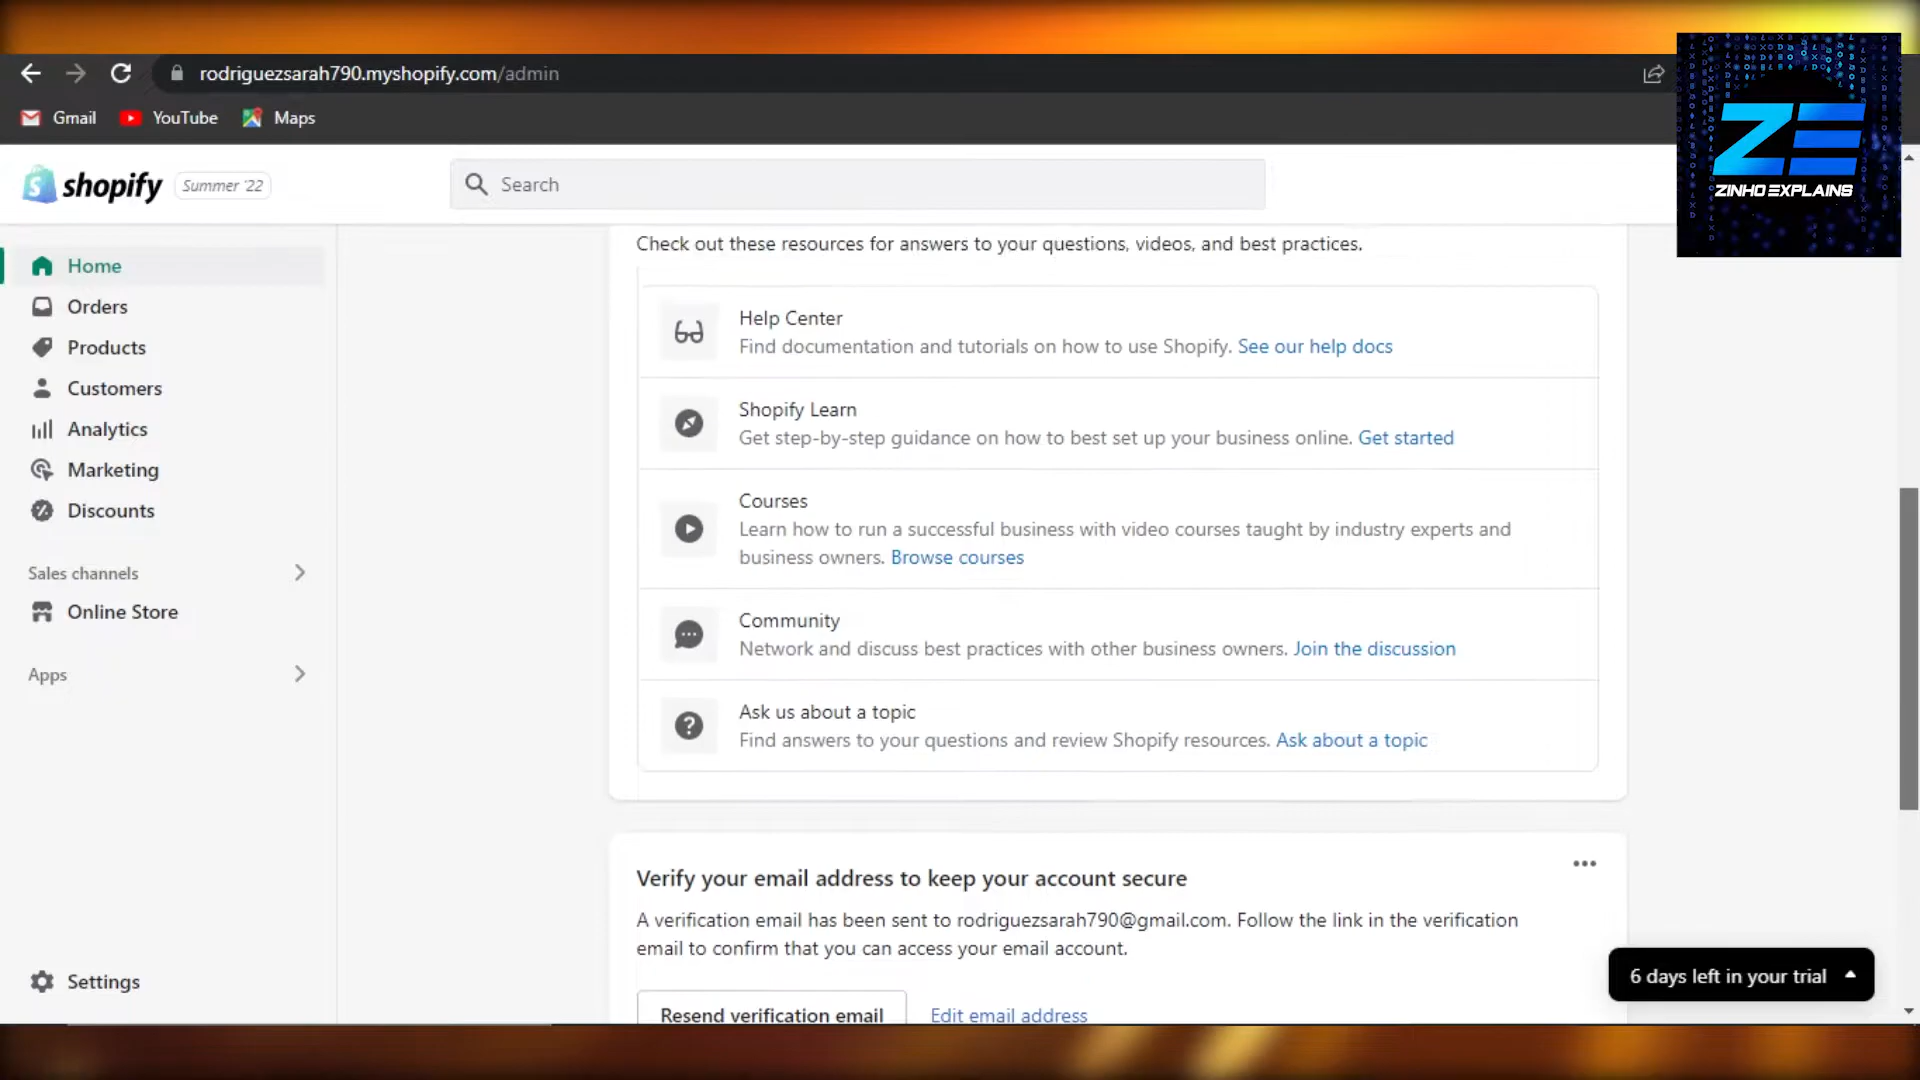 rodriguezsarah790.myshopify.com/admin
Gmail YouTube Maps
ZE
ZINHO EXPLAINS
shopify Summer '22
Search
Home
Orders
Products
Customers
Analytics
Marketing
Discounts
Sales channels
Online Store
Apps
Settings
Check out these resources for answers to your questions, videos, and best practices.
Help Center
Find documentation and tutorials on how to use Shopify. See our help docs
Shopify Learn
Get step-by-step guidance on how to best set up your business online. Get started
Courses
Learn how to run a successful business with video courses taught by industry experts and
business owners. Browse courses
Community
Network and discuss best practices with other business owners. Join the discussion
Ask us about a topic
Find answers to your questions and review Shopify resources. Ask about a topic
Verify your email address to keep your account secure
A verification email has been sent to rodriguezsarah790@gmail.com. Follow the link in the verification
email to confirm that you can access your email account.
Resend verification email Edit email address
6 days left in your trial